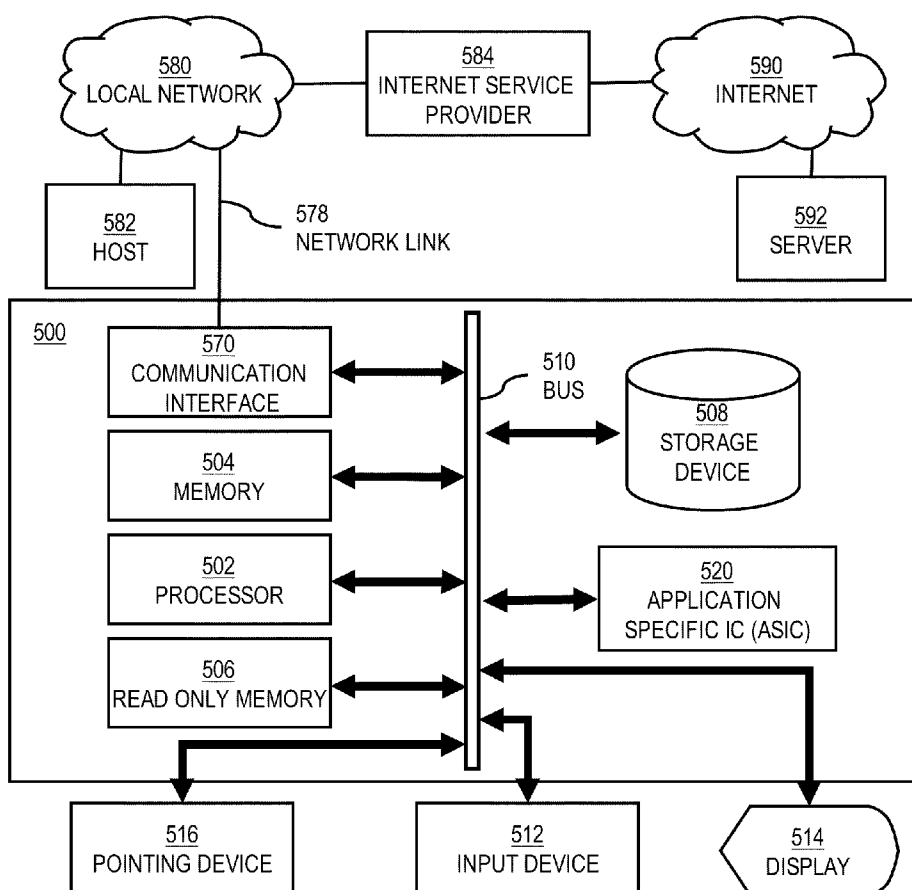 580
LOCAL NETWORK
584
INTERNET SERVICE
PROVIDER
590
INTERNET
582
HOST
578
NETWORK LINK
592
SERVER
500
570
COMMUNICATION
INTERFACE
510
BUS
508
STORAGE
DEVICE
504
MEMORY
502
PROCESSOR
520
APPLICATION
SPECIFIC IC (ASIC)
506
READ ONLY MEMORY
516
POINTING DEVICE
512
INPUT DEVICE
514
DISPLAY